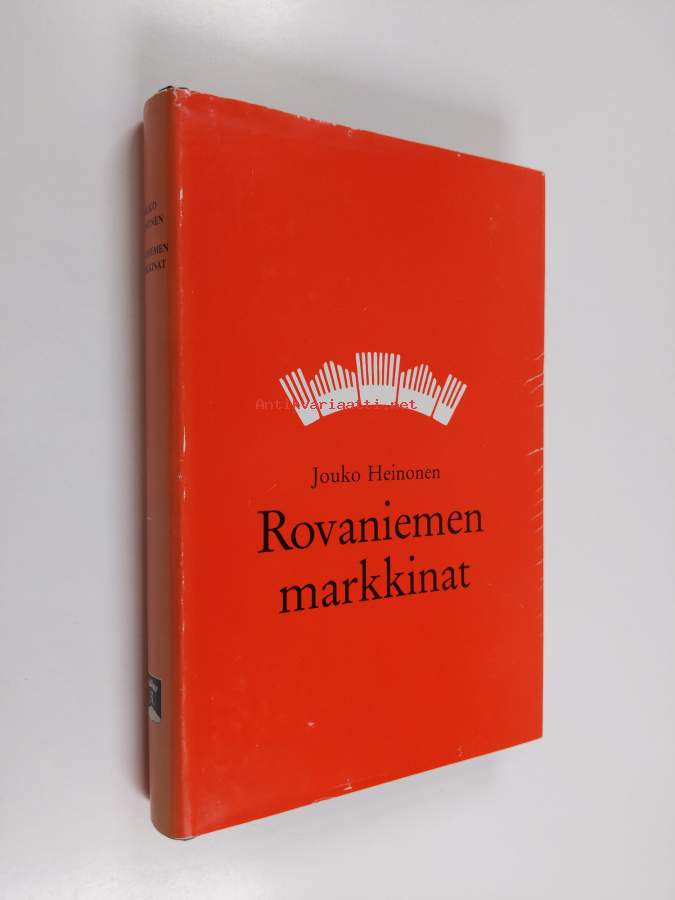 Antikvariaatti.net
Jouko Heinonen
Rovaniemen
markkinat